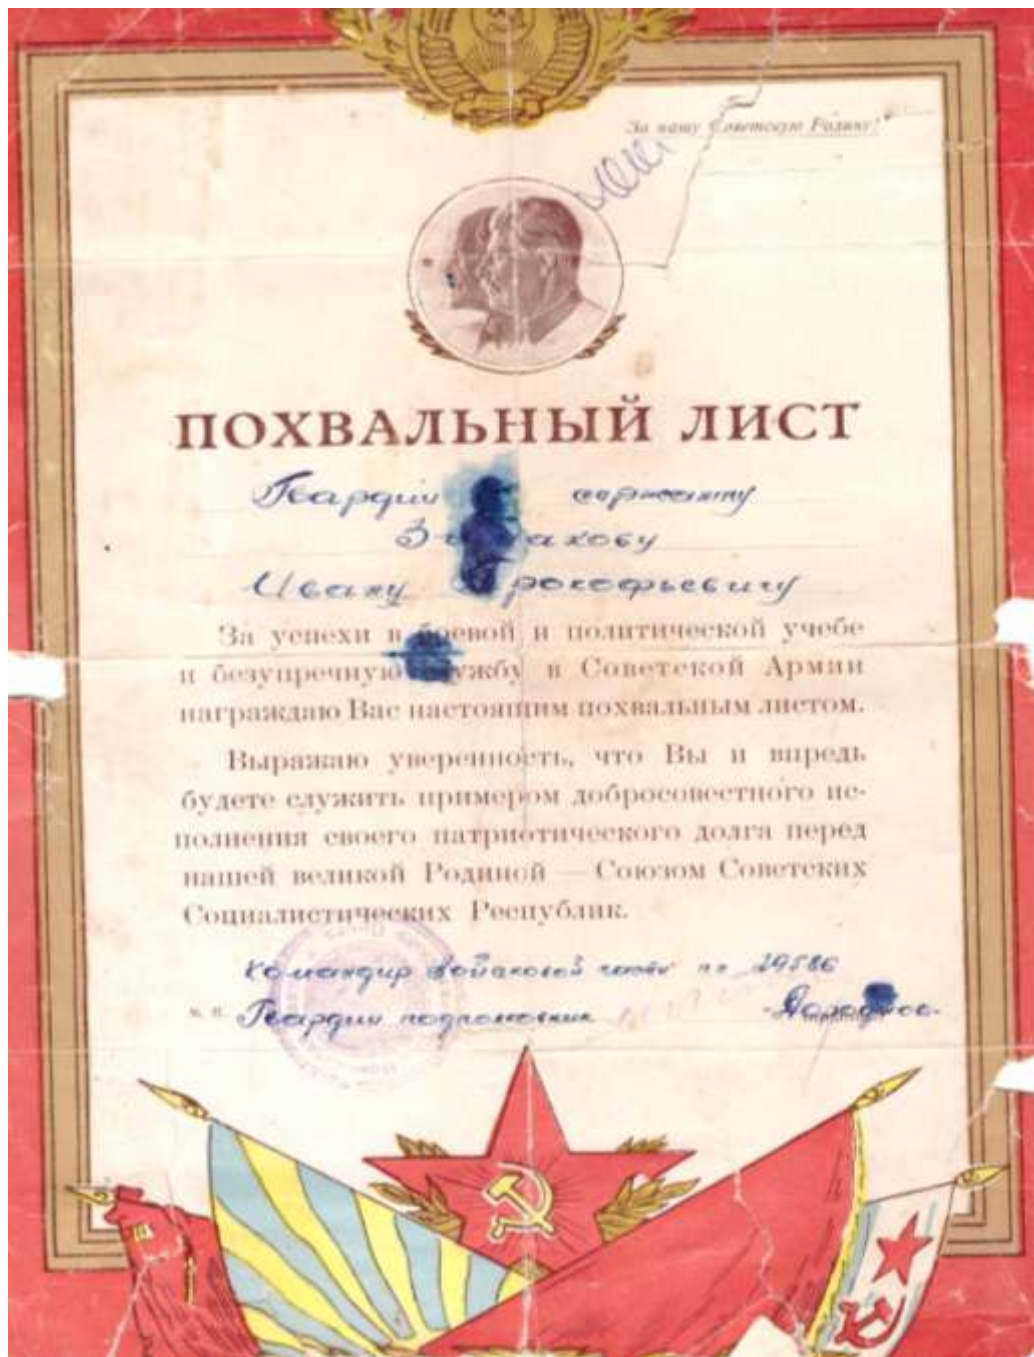 За нашу Советскую Родину!
ПОХВАЛЬНЫЙ ЛИСТ
Гвардии сержанту
Ивану Прокофьевичу
За успехи в боевой и политической учебе
и безупречную службу в Советской Армии
награждаю Вас настоящим похвальным листом.
Выражаю уверенность, что Вы и впредь
будете служить примером добросовестного ис-
полнения своего патриотического долга перед
нашей великой Родиной — Союзом Советских
Социалистических Республик.
Командир войсковой части пп 29586
м. п. Гвардии подполковник